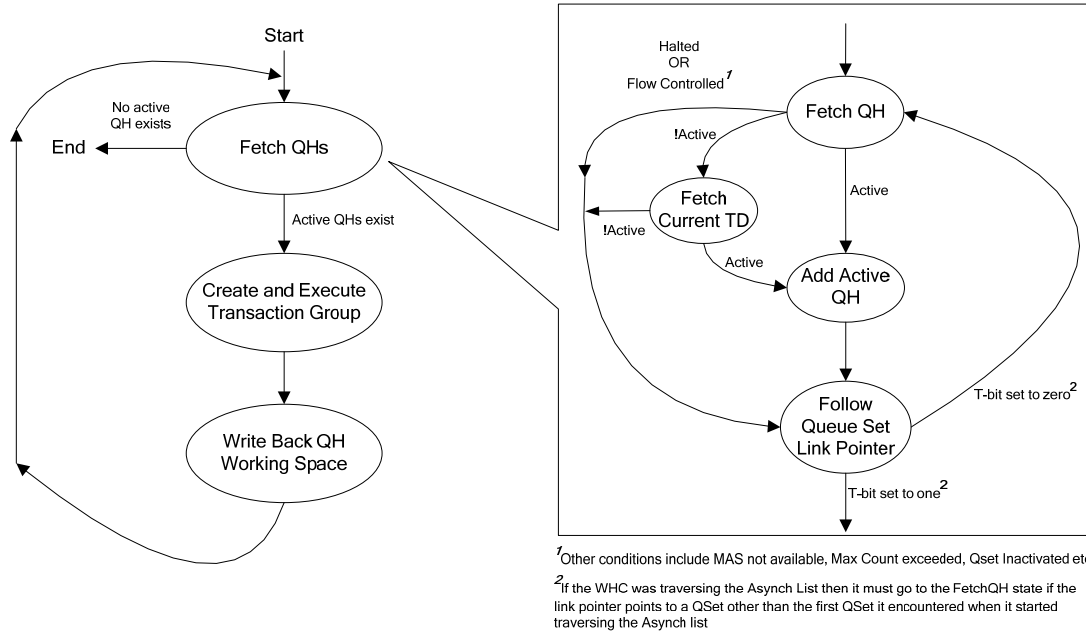 Start
No active
QH exists
End
Fetch QHs
Active QHs exist
Create and Execute
Transaction Group
Write Back QH
Working Space
Halted
OR
Flow Controlled1
Fetch QH
!Active
Active
Fetch
Current TD
!Active
Active
Add Active
QH
Follow
Queue Set
Link Pointer
T-bit set to zero2
T-bit set to one2
1Other conditions include MAS not available, Max Count exceeded, Qset Inactivated etc
2If the WHC was traversing the Asynch List then it must go to the FetchQH state if the
link pointer points to a QSet other than the first QSet it encountered when it started
traversing the Asynch list